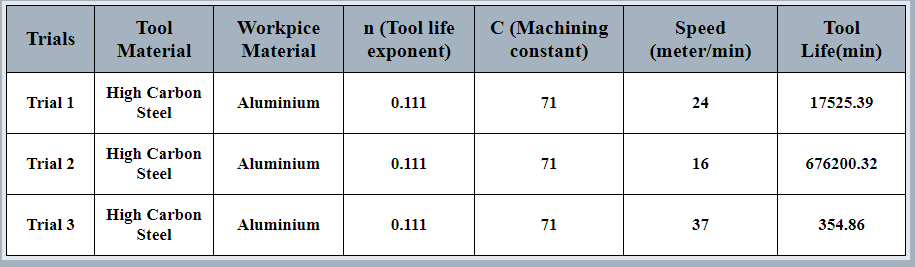 Trials Tool Material Workpice Material n (Tool life exponent) C (Machining constant) Speed (meter/min) Tool Life(min)
Trial 1 High Carbon Steel Aluminium 0.111 71 24 17525.39
Trial 2 High Carbon Steel Aluminium 0.111 71 16 676200.32
Trial 3 High Carbon Steel Aluminium 0.111 71 37 354.86